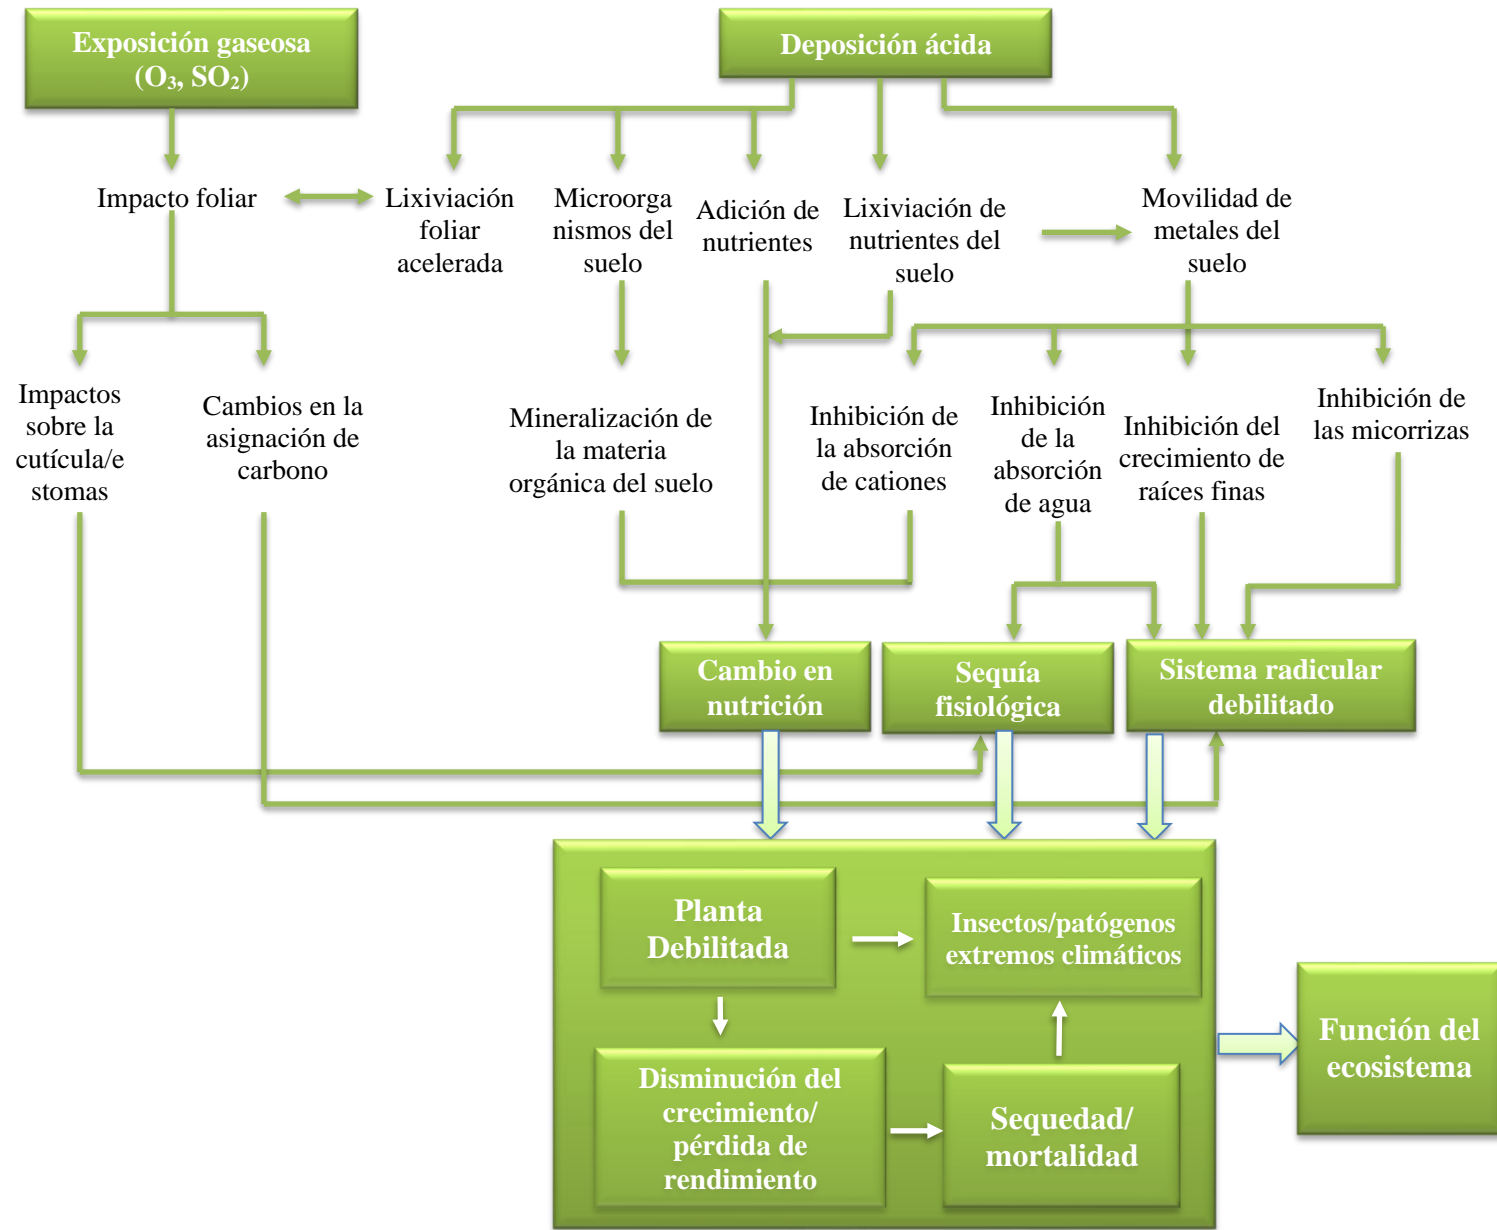 Exposición gaseosa
(O₃, SO₂)
Deposición ácida
Impacto foliar
Lixiviación
foliar
acelerada
Microorga
nismos del
suelo
Adición de
nutrientes
Lixiviación de
nutrientes del
suelo
Movilidad de
metales del
suelo
Impactos
sobre la
cutícula/e
stomas
Cambios en la
asignación de
carbono
Mineralización de
la materia
orgánica del suelo
Inhibición de
la absorción
de cationes
Inhibición
de la
absorción
de agua
Inhibición del
crecimiento de
raíces finas
Inhibición de
las micorrizas
Cambio en
nutrición
Sequía
fisiológica
Sistema radicular
debilitado
Planta
Debilitada
Insectos/patógenos
extremos climáticos
Disminución del
crecimiento/
pérdida de
rendimiento
Sequedad/
mortalidad
Función del
ecosistema